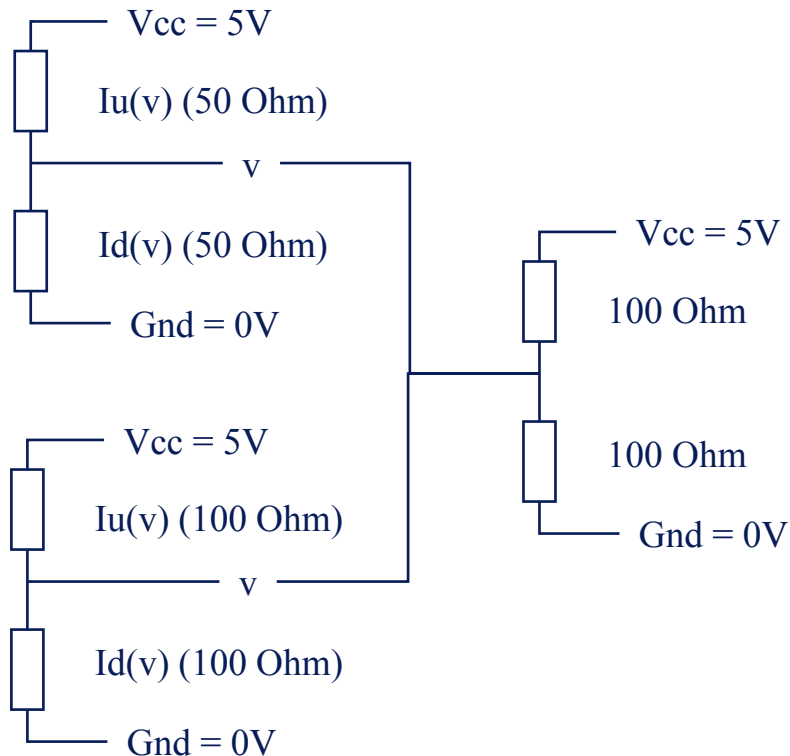 Vcc = 5V
Iu(v) (50 Ohm)
v
Id(v) (50 Ohm)
Gnd = 0V
Vcc = 5V
100 Ohm
100 Ohm
Gnd = 0V
Vcc = 5V
Iu(v) (100 Ohm)
v
Id(v) (100 Ohm)
Gnd = 0V